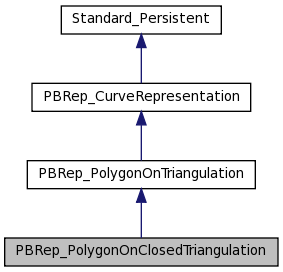 Standard_Persistent
PBRep_CurveRepresentation
PBRep_PolygonOnTriangulation
PBRep_PolygonOnClosedTriangulation